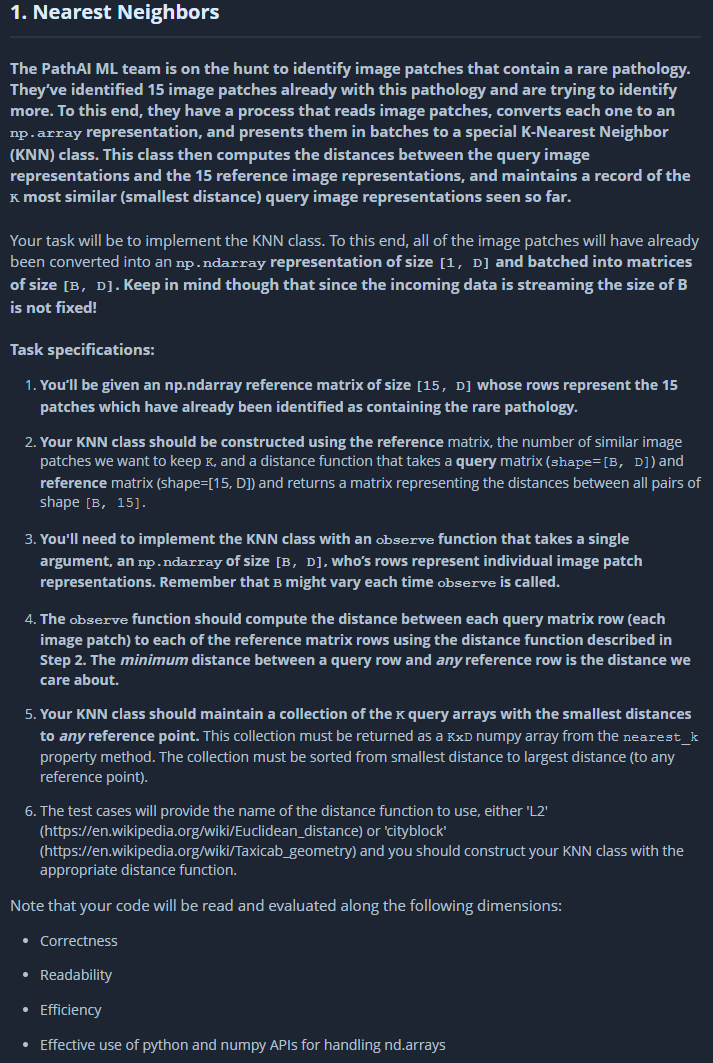 1. Nearest Neighbors
The PathAI ML team is on the hunt to identify image patches that contain a rare pathology.
They've identified 15 image patches already with this pathology and are trying to identify
more. To this end, they have a process that reads image patches, converts each one to an
np.array representation, and presents them in batches to a special K-Nearest Neighbor
(KNN) class. This class then computes the distances between the query image
representations and the 15 reference image representations, and maintains a record of the
K most similar (smallest distance) query image representations seen so far.
Your task will be to implement the KNN class. To this end, all of the image patches will have already
been converted into an np.ndarray representation of size [1, D] and batched into matrices
of size [B, D]. Keep in mind though that since the incoming data is streaming the size of B
is not fixed!
Task specifications:
1. You'll be given an np.ndarray reference matrix of size [15, D] whose rows represent the 15
patches which have already been identified as containing the rare pathology.
2. Your KNN class should be constructed using the reference matrix, the number of similar image
patches we want to keep K, and a distance function that takes a query matrix (shape=[B, D]) and
reference matrix (shape=[15, D]) and returns a matrix representing the distances between all pairs of
shape [B, 15].
3. You'll need to implement the KNN class with an observe function that takes a single
argument, an np.ndarray of size [B, D], who's rows represent individual image patch
representations. Remember that B might vary each time observe is called.
4. The observe function should compute the distance between each query matrix row (each
image patch) to each of the reference matrix rows using the distance function described in
Step 2. The minimum distance between a query row and any reference row is the distance we
care about.
5. Your KNN class should maintain a collection of the K query arrays with the smallest distances
to any reference point. This collection must be returned as a KxD numpy array from the nearest_k
property method. The collection must be sorted from smallest distance to largest distance (to any
reference point).
6. The test cases will provide the name of the distance function to use, either 'L2'
(https://en.wikipedia.org/wiki/Euclidean_distance) or 'cityblock'
(https://en.wikipedia.org/wiki/Taxicab_geometry) and you should construct your KNN class with the
appropriate distance function.
Note that your code will be read and evaluated along the following dimensions:
• Correctness
• Readability
• Efficiency
• Effective use of python and numpy APIs for handling nd.arrays